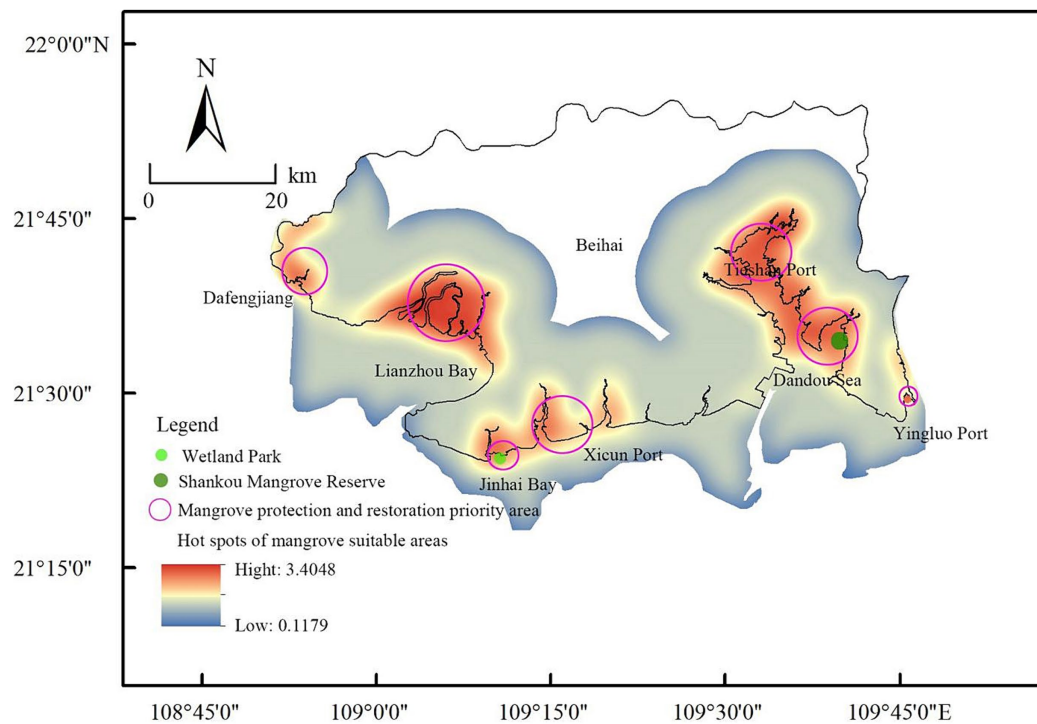 22°0'0"N
N
km
0 20
21°45'0"
Beihai
Tieshan Port
Dafengjiang
Lianzhou Bay
Dandou Sea
21°30'0"
Yingluo Port
Legend
Xicun Port
Wetland Park
Jinhai Bay
Shankou Mangrove Reserve
Mangrove protection and restoration priority area
Hot spots of mangrove suitable areas
21°15'0"
Hight: 3.4048
Low: 0.1179
108°45'0" 109°0'0" 109°15'0" 109°30'0" 109°45'0"E